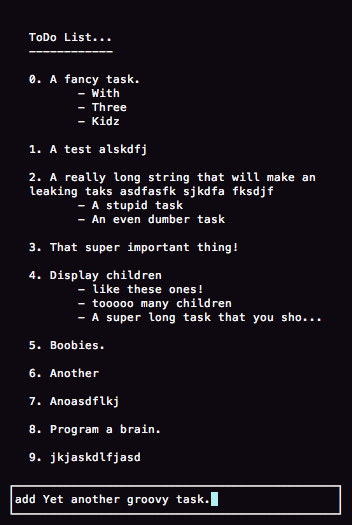 ToDo List...
------------
0. A fancy task.
- With
- Three
- Kidz
1. A test alskdfj
2. A really long string that will make an
leaking taks asdfasfk sjkdfa fksdjf
- A stupid task
- An even dumber task
3. That super important thing!
4. Display children
- like these ones!
- tooooo many children
- A super long task that you sho...
5. Boobies.
6. Another
7. Anoasdflkj
8. Program a brain.
9. jkjaskdlfjasd
add Yet another groovy task.